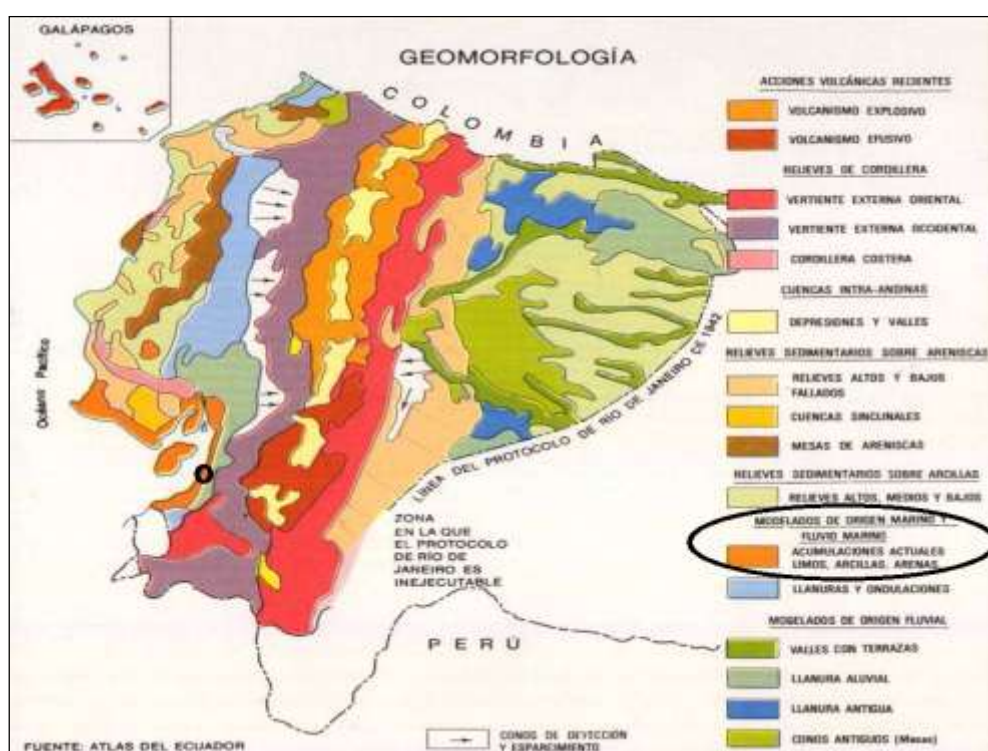 GALÁPAGOS
GEOMORFOLOGÍA
COLOMBIA
Océano Pacífico
LINEA DEL PROTOCOLO DE RÍO DE JANEIRO DE 1942
ZONA
EN LA QUE
EL PROTOCOLO
DE RÍO DE
JANEIRO ES
INEJECUTABLE
PERÚ
FUENTE: ATLAS DEL ECUADOR
CONOS DE DEYECCIÓN
Y ESPARCIMIENTO
ACCIONES VOLCÁNICAS RECIENTES
VOLCANISMO EXPLOSIVO
VOLCANISMO EFUSIVO
RELIEVES DE CORDILLERA
VERTIENTE EXTERNA ORIENTAL
VERTIENTE EXTERNA OCCIDENTAL
CORDILLERA COSTERA
CUENCAS INTRA-ANDINAS
DEPRESIONES Y VALLES
RELIEVES SEDIMENTARIOS SOBRE ARENISCAS
RELIEVES ALTOS Y BAJOS
FALLADOS
CUENCAS SINCLINALES
MESAS DE ARENISCAS
RELIEVES SEDIMENTARIOS SOBRE ARCILLAS
RELIEVES ALTOS, MEDIOS Y BAJOS
MODELADOS DE ORIGEN MARINO Y
FLUVIO MARINO
ACUMULACIONES ACTUALES
LIMOS, ARCILLAS, ARENAS
LLANURAS Y ONDULACIONES
MODELADOS DE ORIGEN FLUVIAL
VALLES CON TERRAZAS
LLANURA ALUVIAL
LLANURA ANTIGUA
CONOS ANTIGUOS (Mesas)